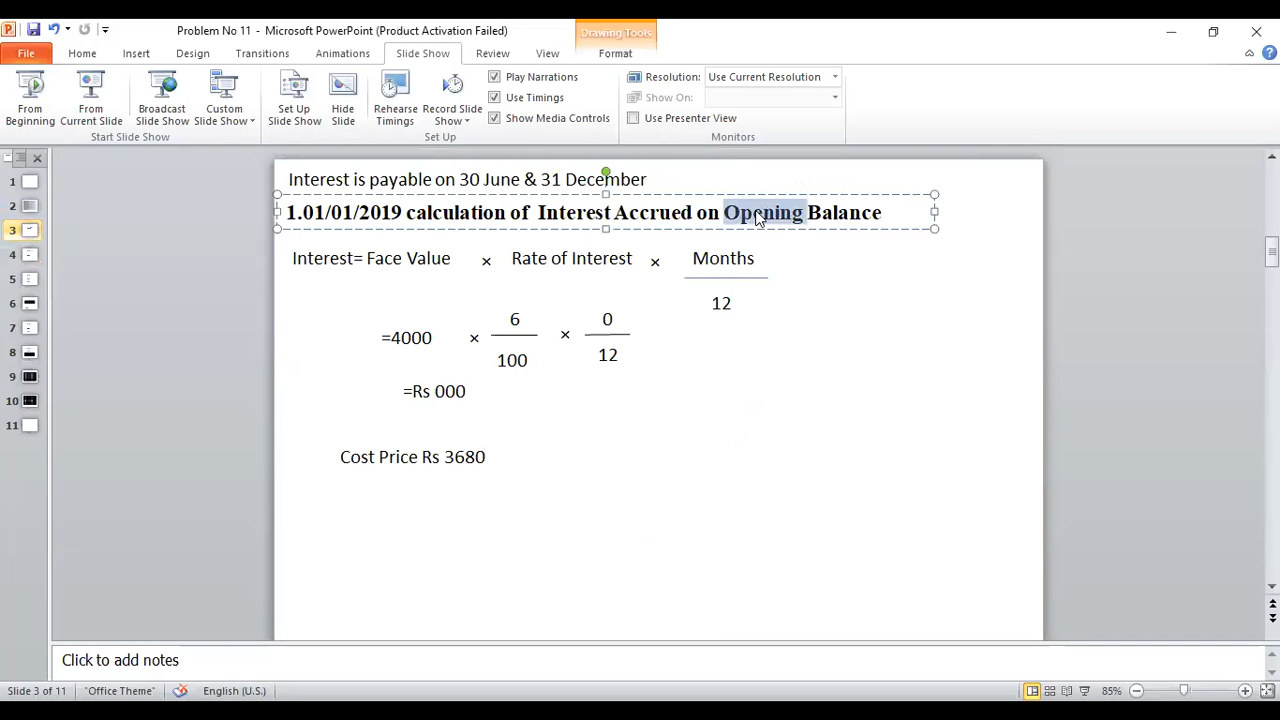 Problem No 11 - Microsoft PowerPoint (Product Activation Failed)
Drawing Tools
File Home Insert Design Transitions Animations Slide Show Review View Format
From Beginning
From Current Slide
Broadcast Slide Show
Custom Slide Show
Set Up Slide Show
Hide Slide
Rehearse Timings
Record Slide Show
Play Narrations
Use Timings
Show Media Controls
Resolution: Use Current Resolution
Show On:
Use Presenter View
Start Slide Show Set Up Monitors
1
2
3
4
5
6
7
8
9
10
11
Interest is payable on 30 June & 31 December
1.01/01/2019 calculation of Interest Accrued on Opening Balance
Interest= Face Value × Rate of Interest × Months
12
6 0
=4000 × ×
100 12
=Rs 000
Cost Price Rs 3680
Click to add notes
Slide 3 of 11 "Office Theme" English (U.S.) 85%